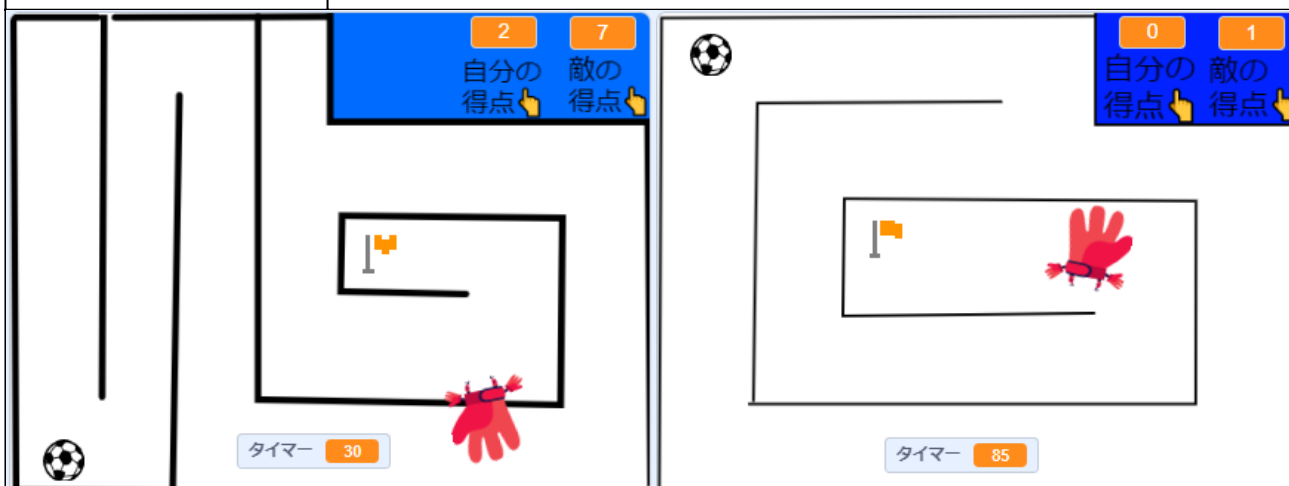 2 7
自分の 敵の
得点👆 得点👆
タイマー 30
0 1
自分の 敵の
得点👆 得点👆
タイマー 85